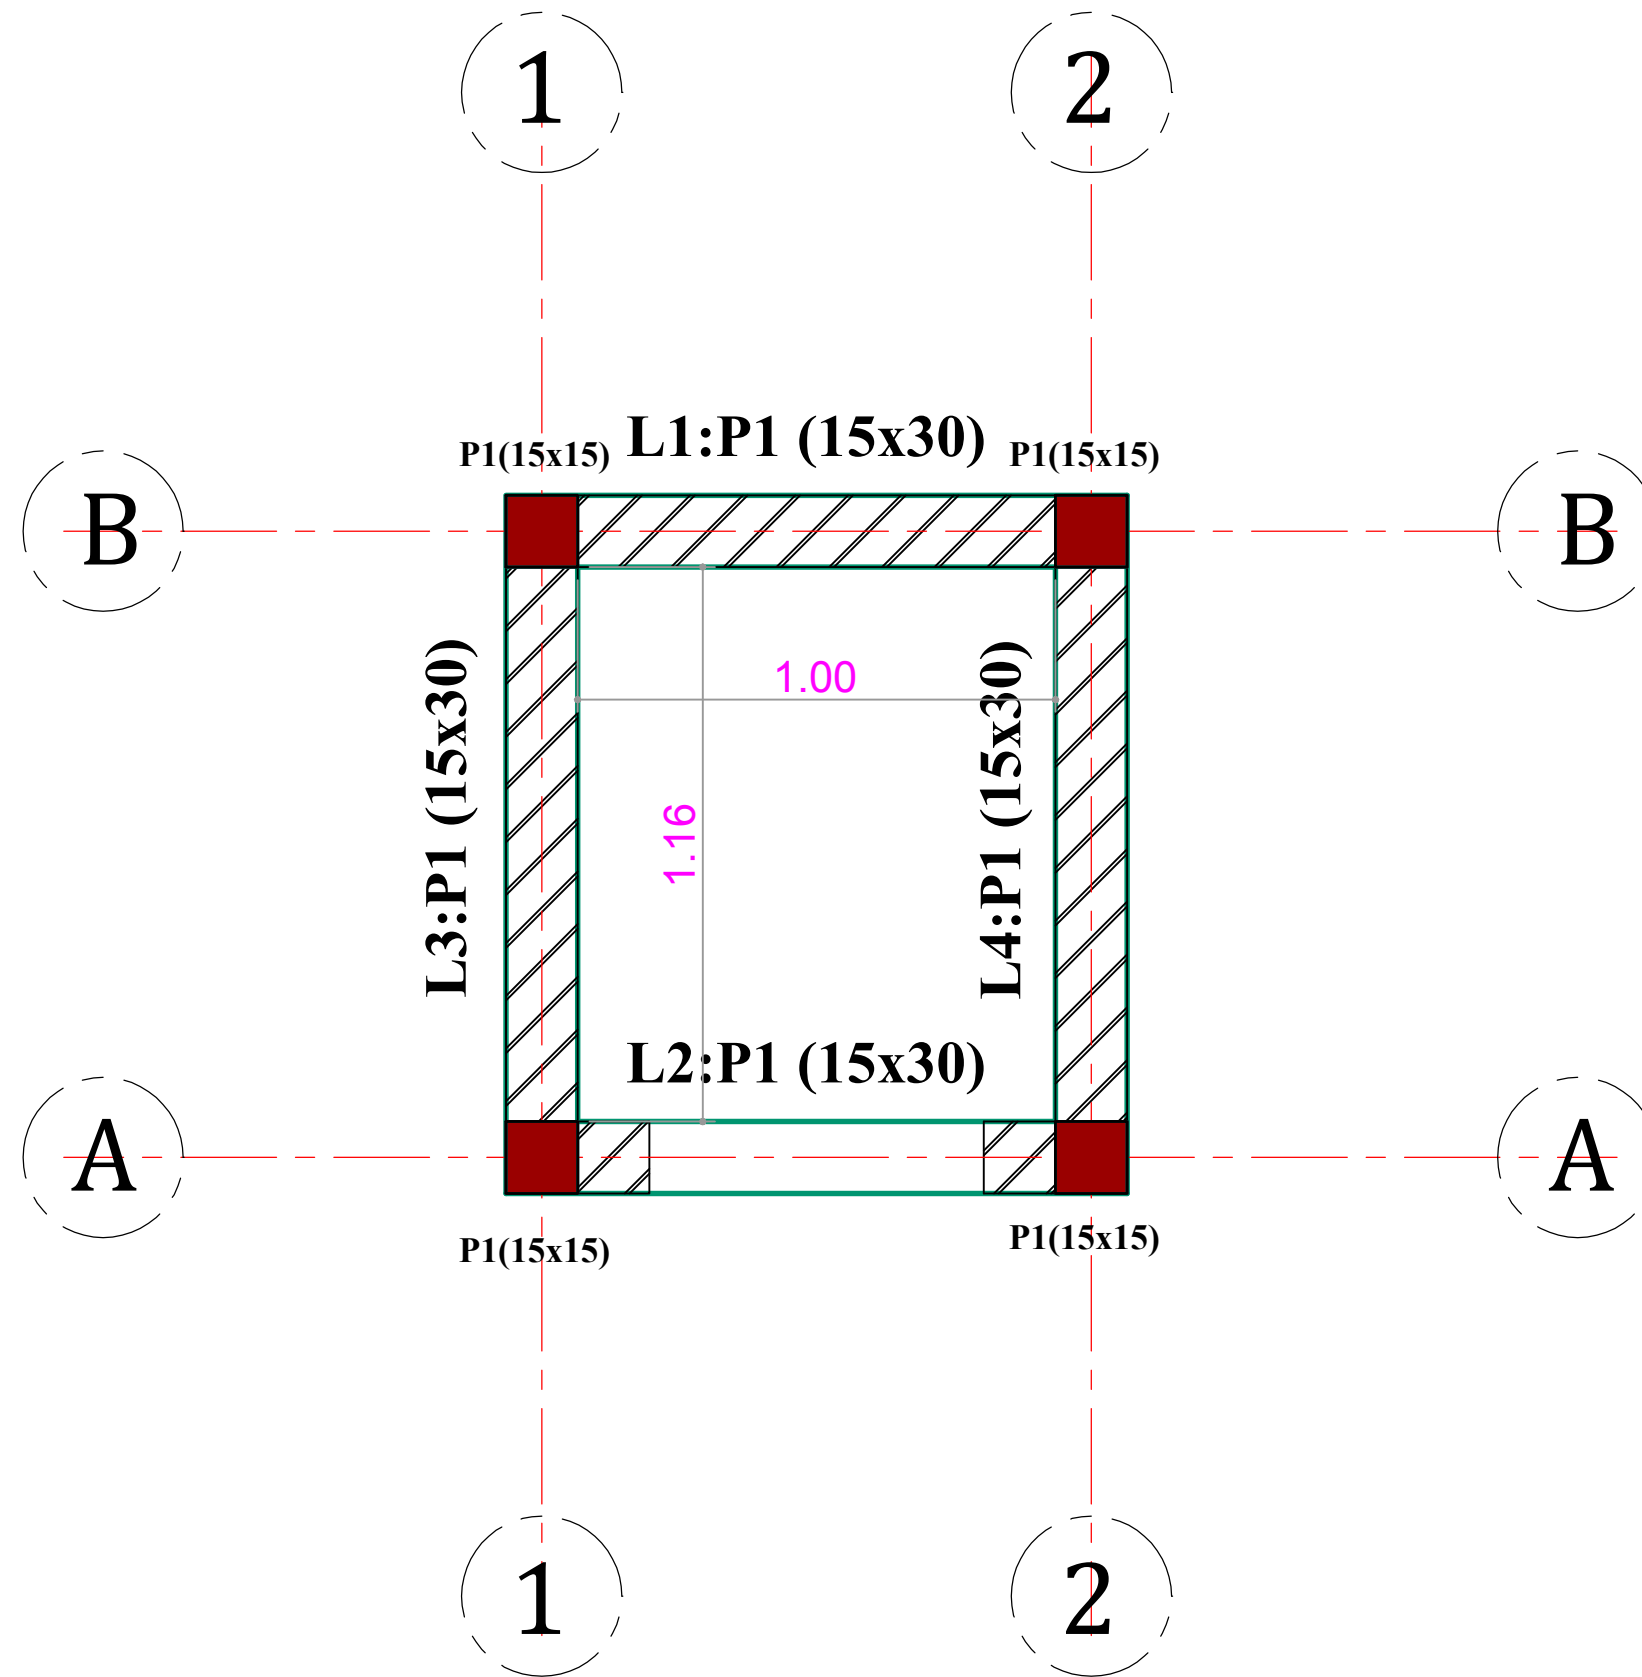 1
2
L1:P1 (15x30)
P1(15x15)
P1(15x15)
B
B
L3:P1 (15x30)
1.00
L4:P1 (15x30)
1.16
L2:P1 (15x30)
A
A
P1(15x15)
P1(15x15)
1
2